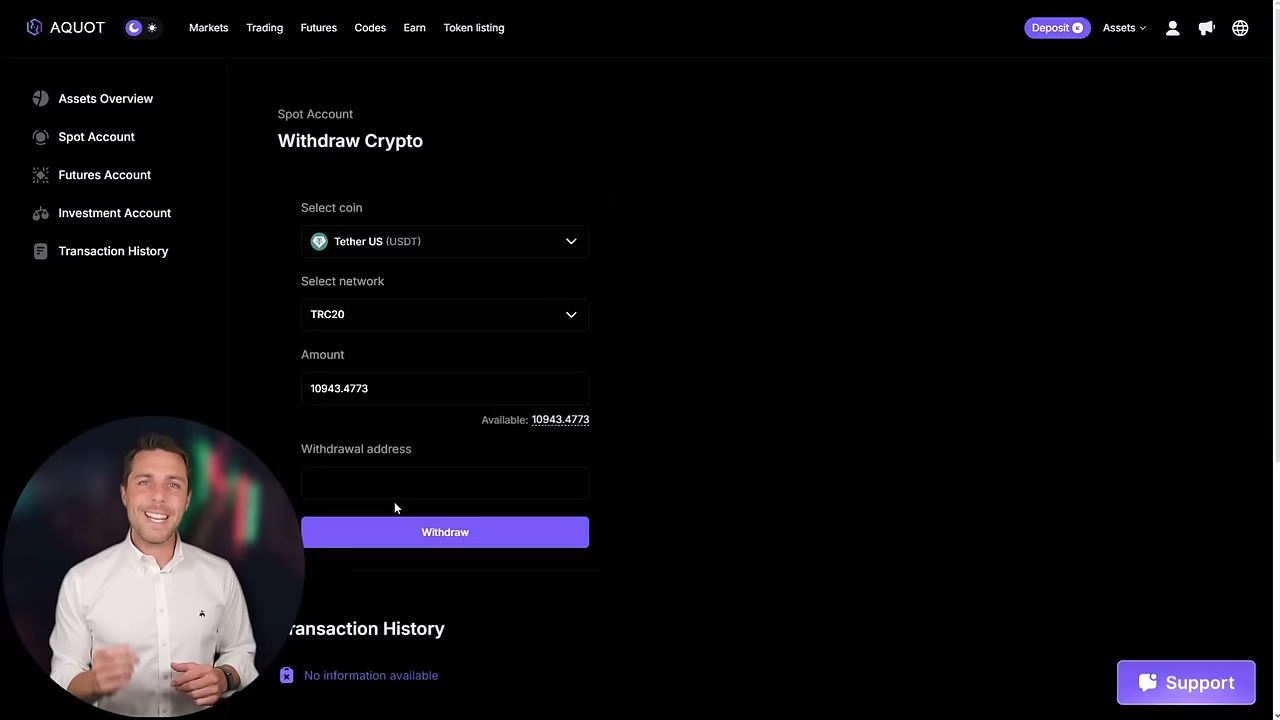 AQUOT
Markets Trading Futures Codes Earn Token listing
Deposit Assets
Assets Overview
Spot Account
Futures Account
Investment Account
Transaction History
Spot Account
Withdraw Crypto
Select coin
Tether US (USDT)
Select network
TRC20
Amount
10943.4773
Available: 10943.4773
Withdrawal address
Withdraw
ransaction History
No information available
Support